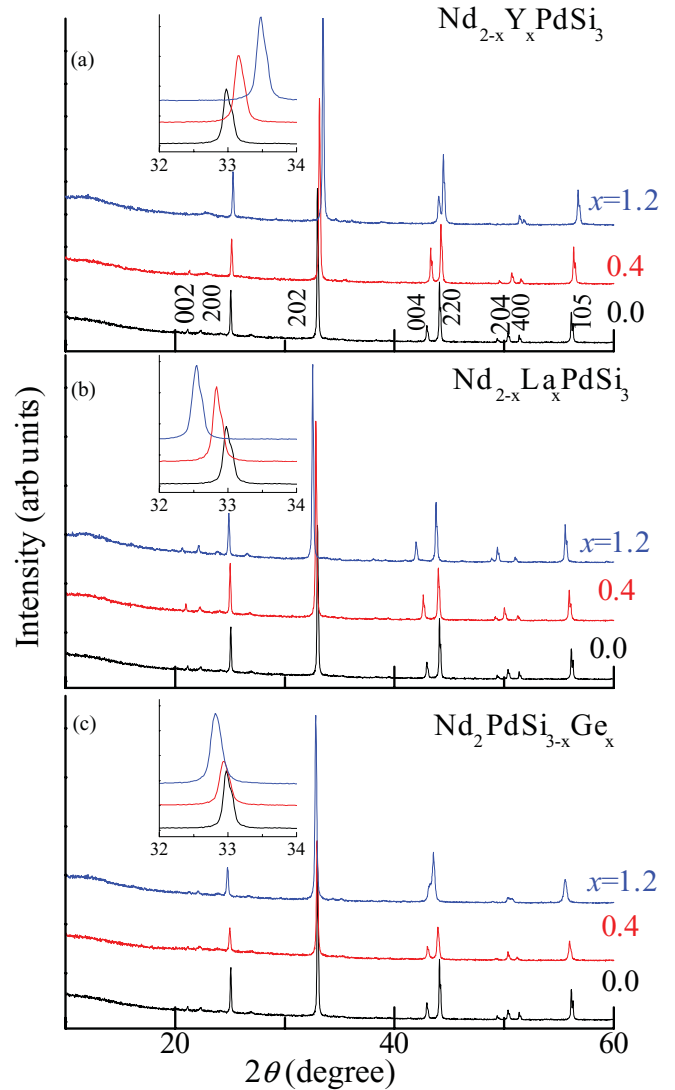 Nd2-xYxPdSi3
(a)
32 33 34
x=1.2
0.4
0.0
002 200 202 004 220 204 400 105
Nd2-xLaxPdSi3
(b)
32 33 34
x=1.2
0.4
0.0
Nd2PdSi3-xGex
(c)
32 33 34
x=1.2
0.4
0.0
20 40 60
2θ (degree)
Intensity (arb units)